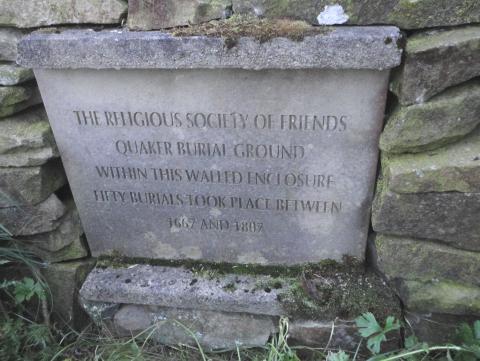 THE RELIGIOUS SOCIETY OF FRIENDS
QUAKER BURIAL GROUND
WITHIN THIS WALLED ENCLOSURE
FIFTY BURIALS TOOK PLACE BETWEEN
1667 AND 1807